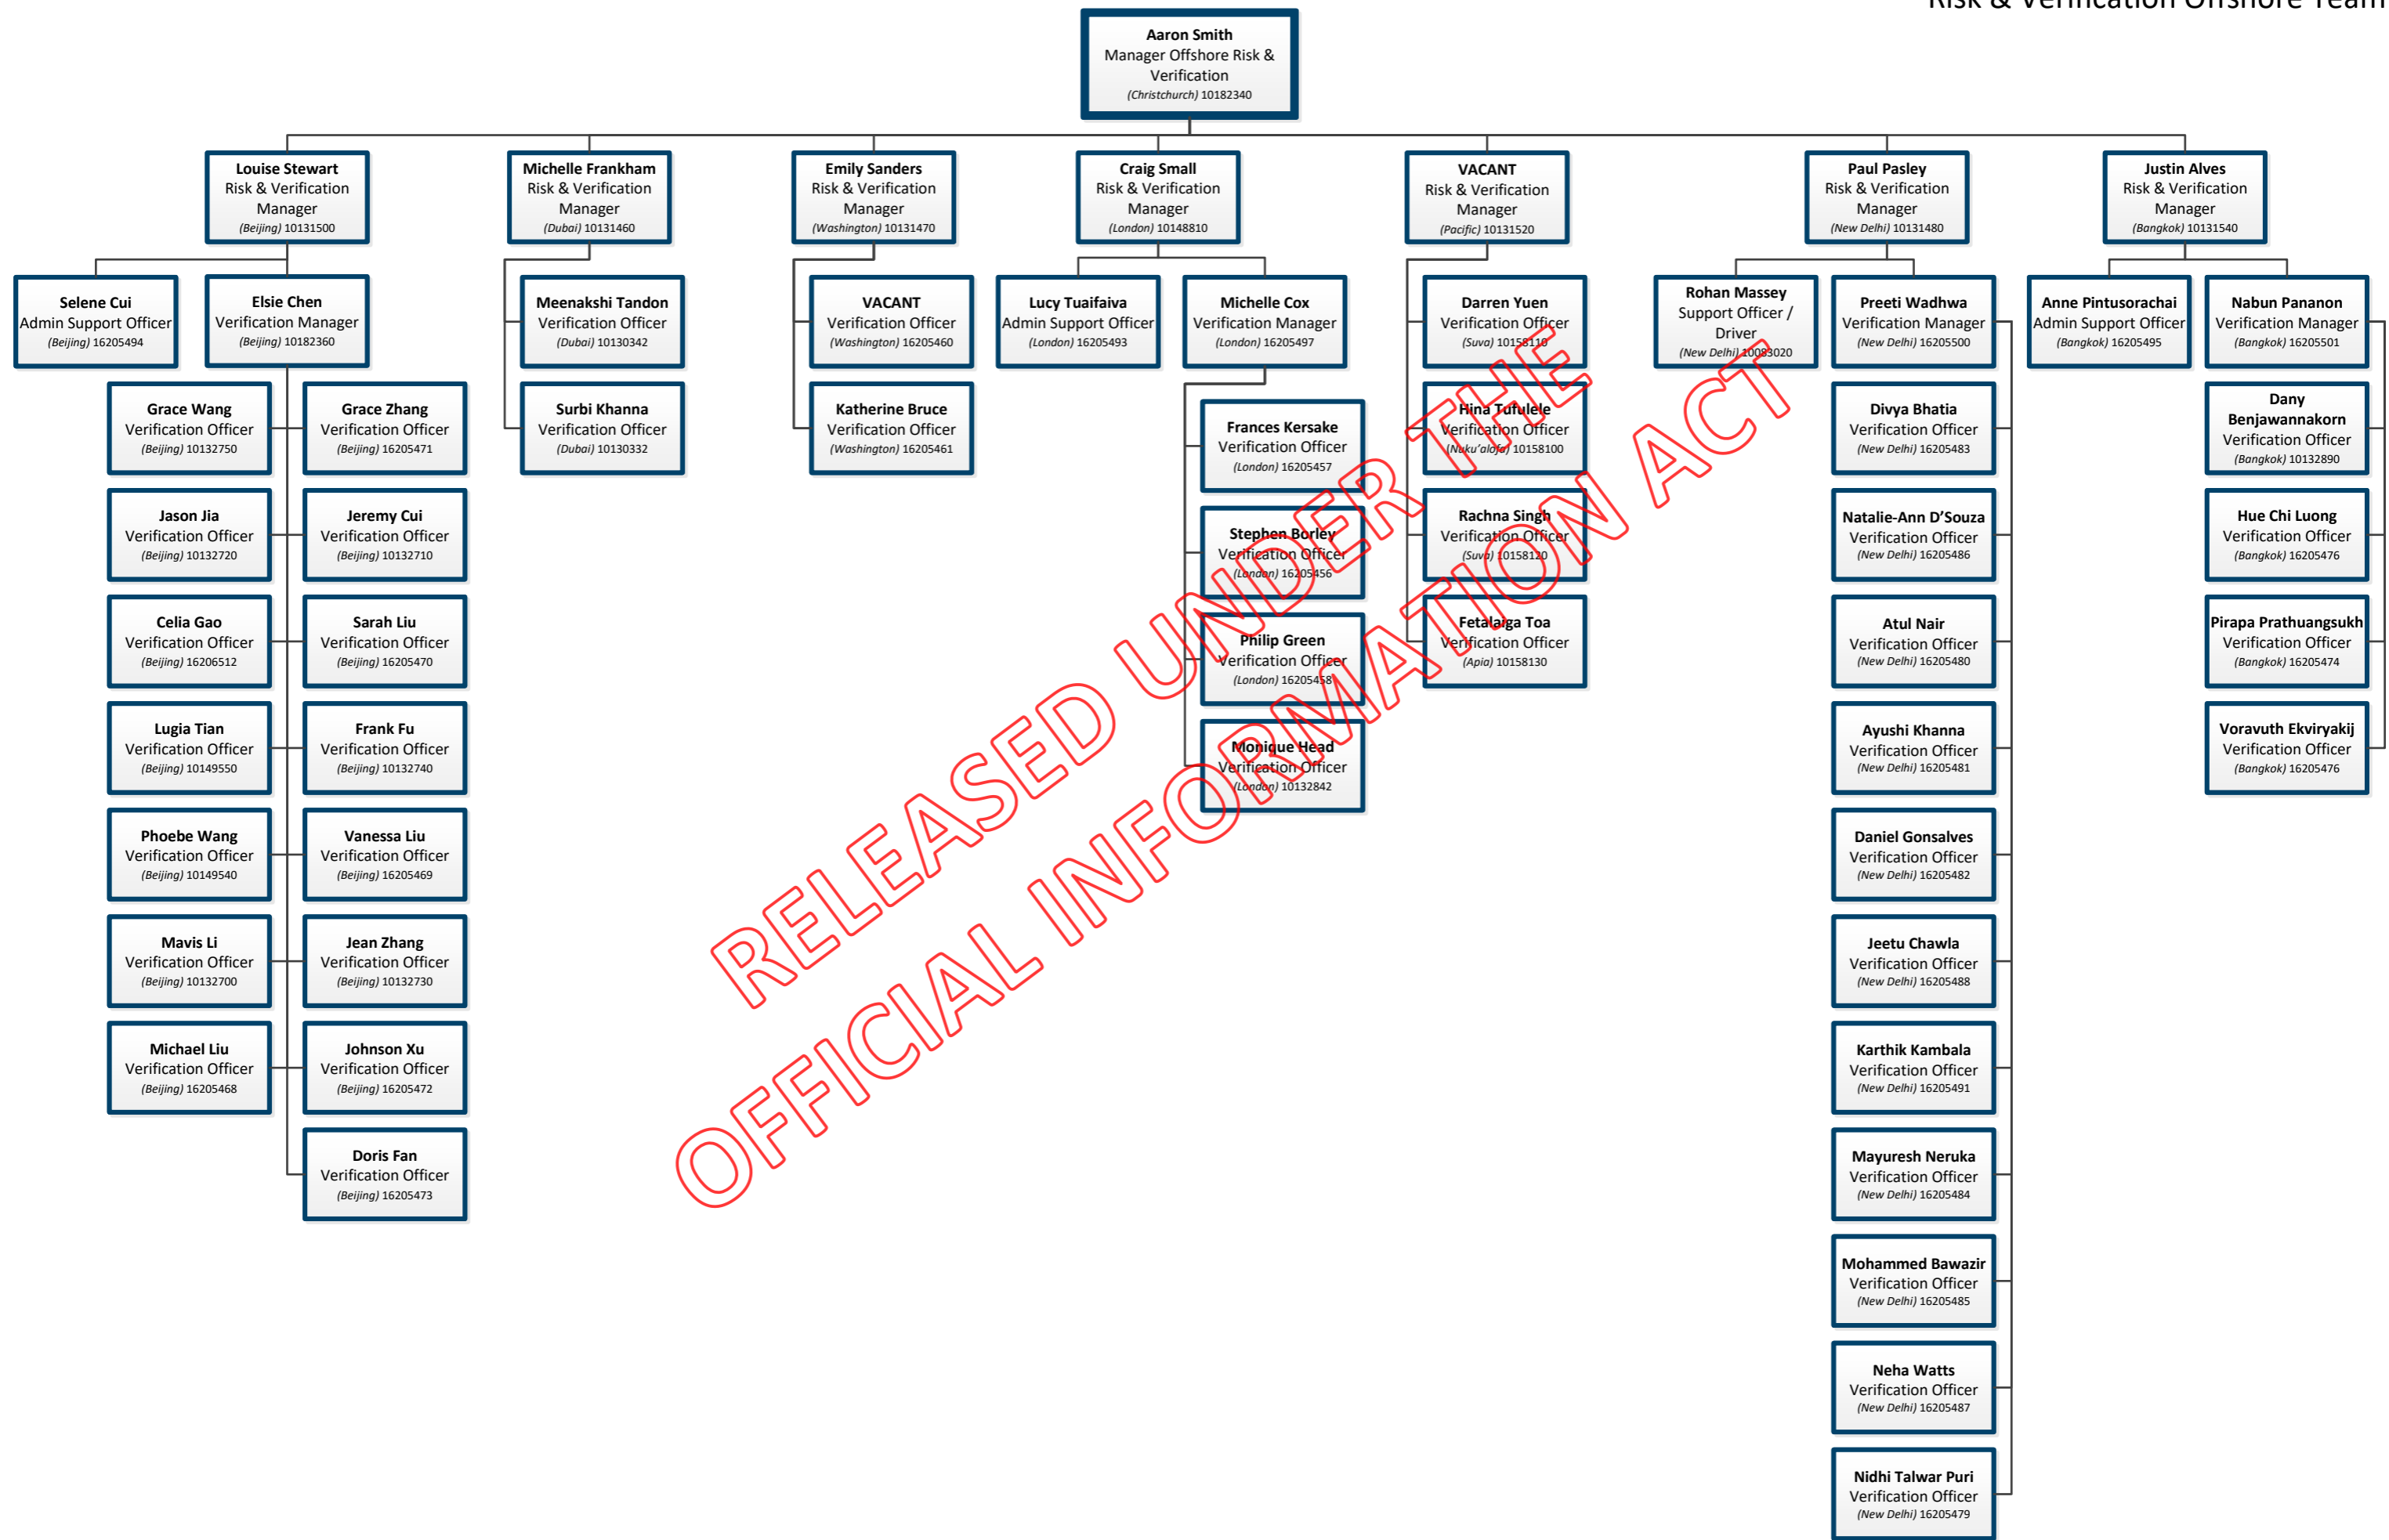 Risk & Verification Offshore Team
Aaron Smith
Manager Offshore Risk &
Verification
(Christchurch) 10182340
Louise Stewart
Risk & Verification
Manager
(Beijing) 10131500
Michelle Frankham
Risk & Verification
Manager
(Dubai) 10131460
Emily Sanders
Risk & Verification
Manager
(Washington) 10131470
Craig Small
Risk & Verification
Manager
(London) 10148810
VACANT
Risk & Verification
Manager
(Pacific) 10131520
Paul Pasley
Risk & Verification
Manager
(New Delhi) 10131480
Justin Alves
Risk & Verification
Manager
(Bangkok) 10131540
Selene Cui
Admin Support Officer
(Beijing) 16205494
Elsie Chen
Verification Manager
(Beijing) 10182360
Grace Wang
Verification Officer
(Beijing) 10132750
Grace Zhang
Verification Officer
(Beijing) 16205471
Jason Jia
Verification Officer
(Beijing) 10132720
Jeremy Cui
Verification Officer
(Beijing) 10132710
Celia Gao
Verification Officer
(Beijing) 16206512
Sarah Liu
Verification Officer
(Beijing) 16205470
Lugia Tian
Verification Officer
(Beijing) 10149550
Frank Fu
Verification Officer
(Beijing) 10132740
Phoebe Wang
Verification Officer
(Beijing) 10149540
Vanessa Liu
Verification Officer
(Beijing) 16205469
Mavis Li
Verification Officer
(Beijing) 10132700
Jean Zhang
Verification Officer
(Beijing) 10132730
Michael Liu
Verification Officer
(Beijing) 16205468
Johnson Xu
Verification Officer
(Beijing) 16205472
Doris Fan
Verification Officer
(Beijing) 16205473
Meenakshi Tandon
Verification Officer
(Dubai) 10130342
Surbi Khanna
Verification Officer
(Dubai) 10130332
VACANT
Verification Officer
(Washington) 16205460
Katherine Bruce
Verification Officer
(Washington) 16205461
Lucy Tuaifaiva
Admin Support Officer
(London) 16205493
Michelle Cox
Verification Manager
(London) 16205497
Frances Kersake
Verification Officer
(London) 16205457
Stephen Borley
Verification Officer
(London) 16205456
Philip Green
Verification Officer
(London) 16205458
Monique Head
Verification Officer
(London) 10132842
Darren Yuen
Verification Officer
(Suva) 10158110
Hina Tufulele
Verification Officer
(Nuku'alofa) 10158100
Rachna Singh
Verification Officer
(Suva) 10158120
Fetalaiga Toa
Verification Officer
(Apia) 10158130
Rohan Massey
Support Officer /
Driver
(New Delhi) 10083020
Preeti Wadhwa
Verification Manager
(New Delhi) 16205500
Divya Bhatia
Verification Officer
(New Delhi) 16205483
Natalie-Ann D'Souza
Verification Officer
(New Delhi) 16205486
Atul Nair
Verification Officer
(New Delhi) 16205480
Ayushi Khanna
Verification Officer
(New Delhi) 16205481
Daniel Gonsalves
Verification Officer
(New Delhi) 16205482
Jeetu Chawla
Verification Officer
(New Delhi) 16205488
Karthik Kambala
Verification Officer
(New Delhi) 16205491
Mayuresh Neruka
Verification Officer
(New Delhi) 16205484
Mohammed Bawazir
Verification Officer
(New Delhi) 16205485
Neha Watts
Verification Officer
(New Delhi) 16205487
Nidhi Talwar Puri
Verification Officer
(New Delhi) 16205479
Anne Pintusorachai
Admin Support Officer
(Bangkok) 16205495
Nabun Pananon
Verification Manager
(Bangkok) 16205501
Dany
Benjawannakorn
Verification Officer
(Bangkok) 10132890
Hue Chi Luong
Verification Officer
(Bangkok) 16205476
Pirapa Prathuangsukh
Verification Officer
(Bangkok) 16205474
Voravuth Ekviryakij
Verification Officer
(Bangkok) 16205476
RELEASED UNDER THE
OFFICIAL INFORMATION ACT